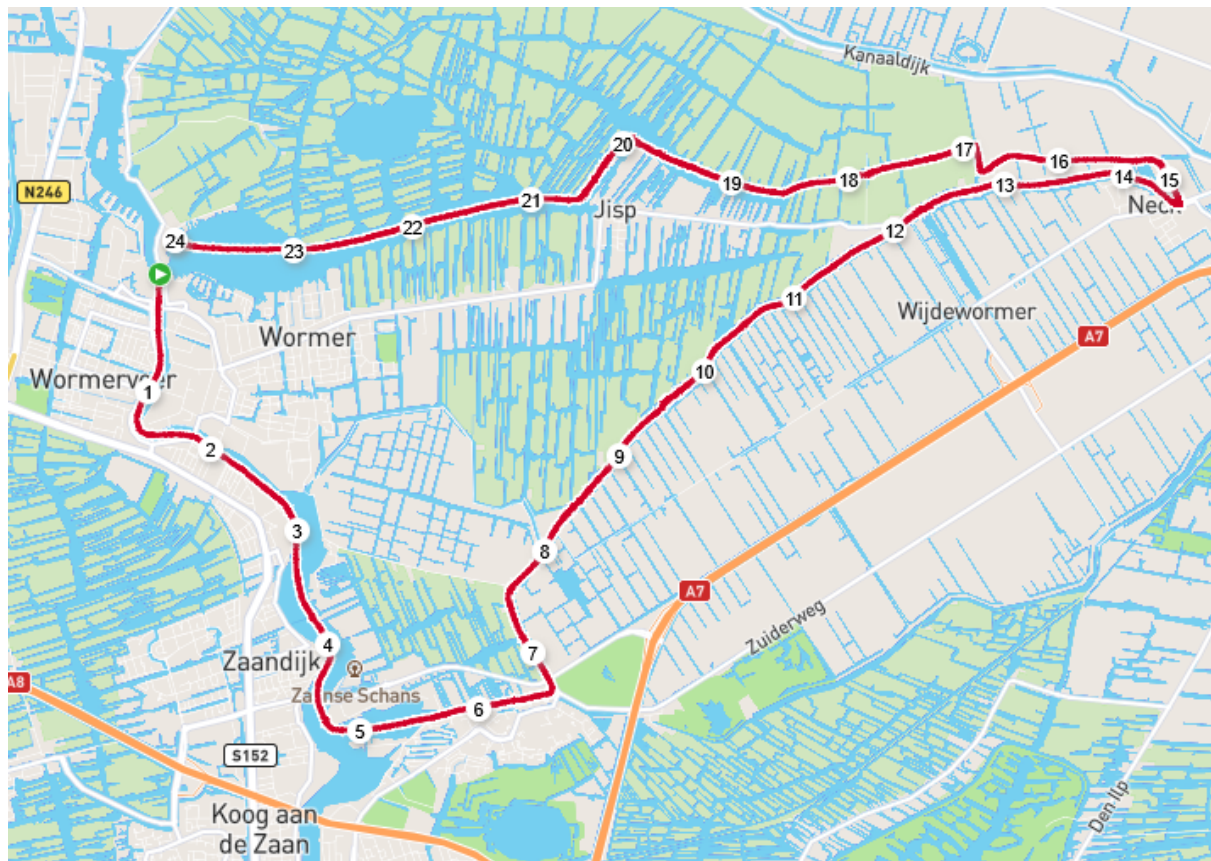 Kanaaldijk
N246
20
17
16
15
19
18
14
13
21
Jisp
Neck
24
22
12
23
11
Wijdewormer
Wormer
A7
10
Wormerveer
1
2
9
3
8
A7
Zuiderweg
4
7
Zaandijk
Zaanse Schans
A8
6
5
S152
Koog aan
de Zaan
Den Ilp